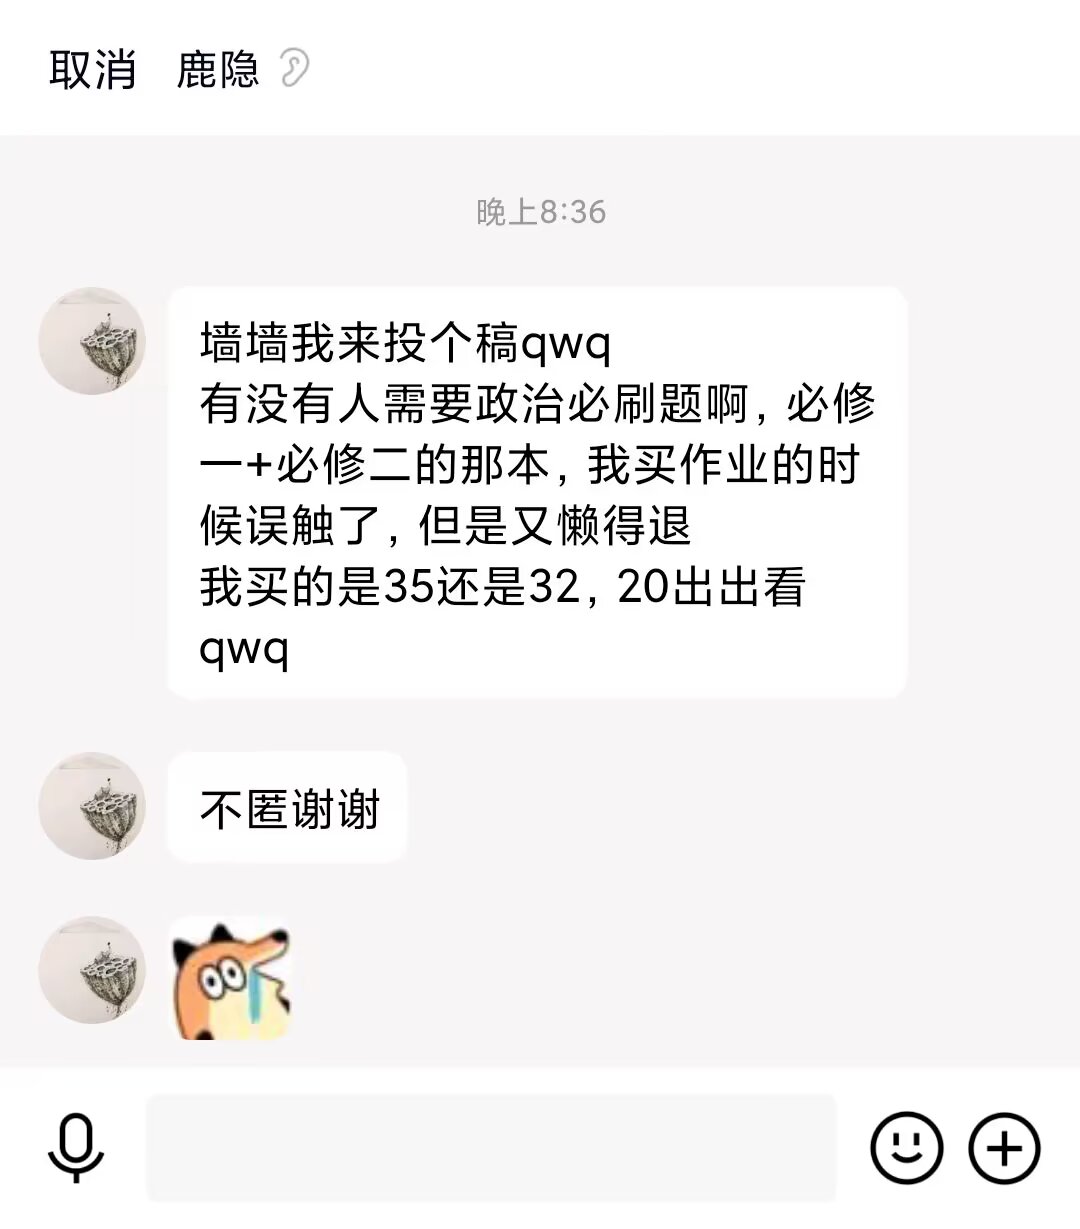 取消 鹿隐
晚上8:36
墙墙我来投个稿qwq
有没有人需要政治必刷题啊，必修
一+必修二的那本，我买作业的时
候误触了，但是又懒得退
我买的是35还是32，20出出看
qwq
不匿谢谢